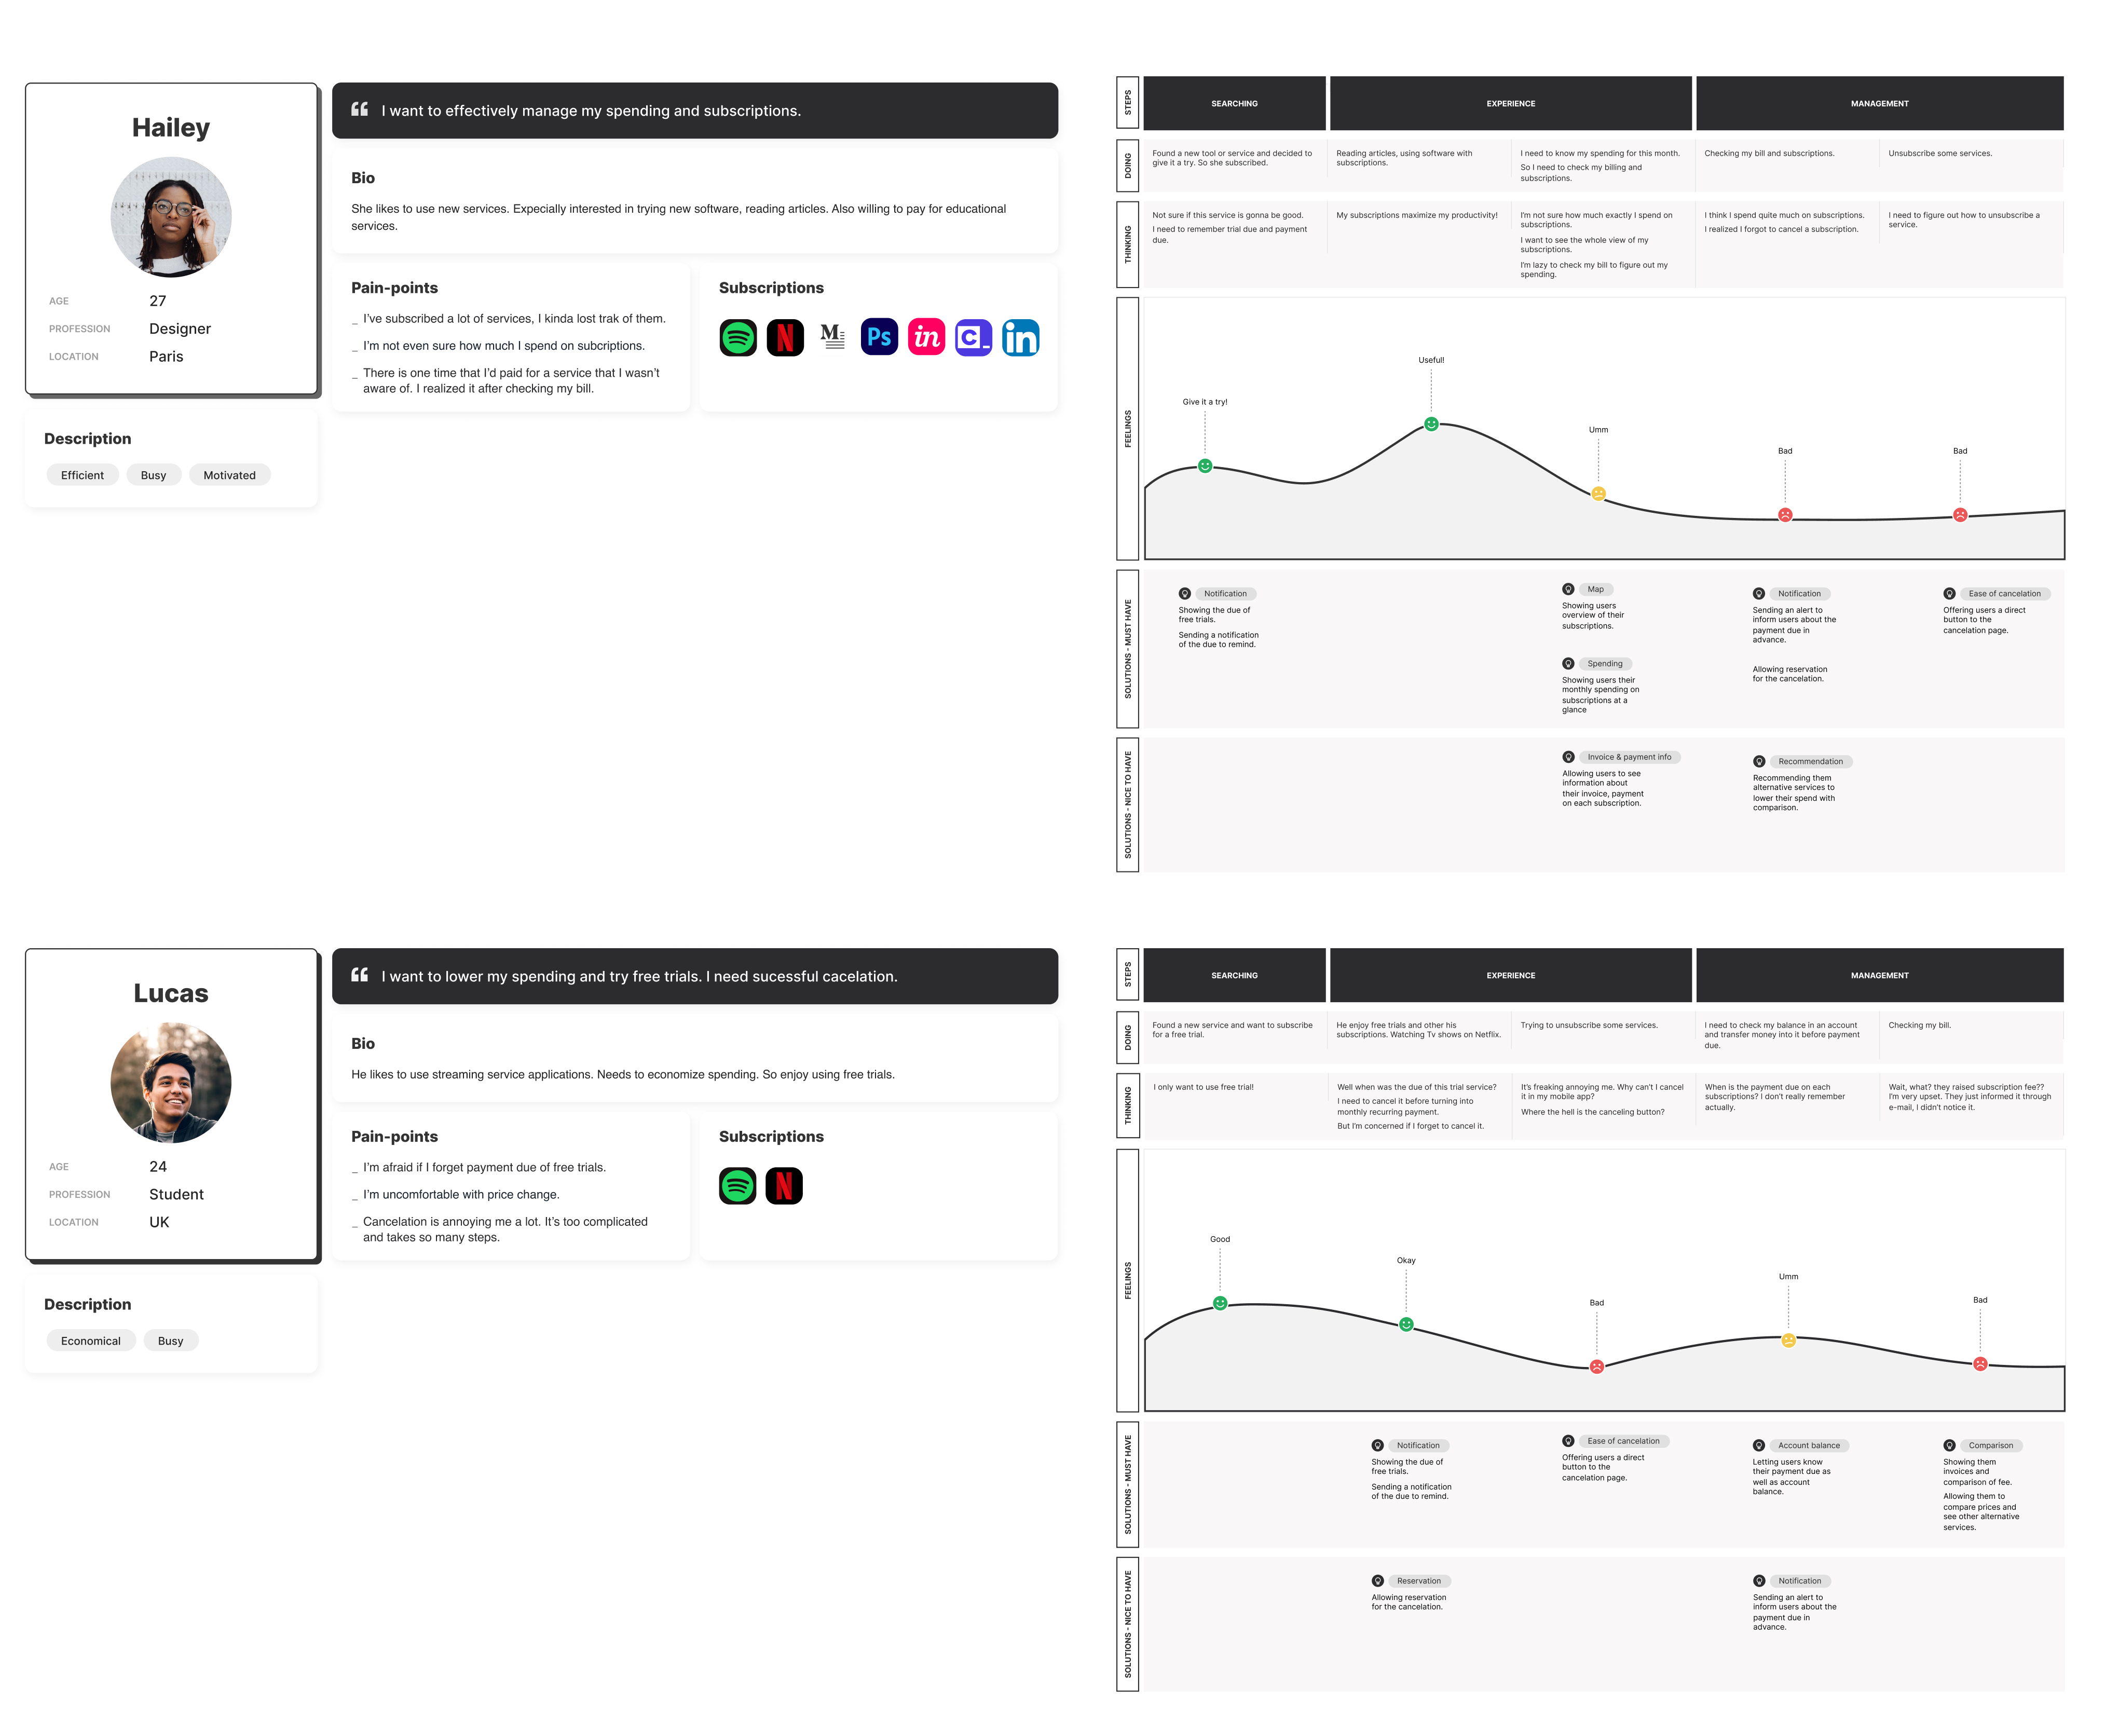 Hailey
AGE 27
PROFESSION Designer
LOCATION Paris
Description
Efficient Busy Motivated
I want to effectively manage my spending and subscriptions.
Bio
She likes to use new services. Expecially interested in trying new software, reading articles. Also willing to pay for educational
services.
Pain-points
_ I've subscribed a lot of services, I kinda lost trak of them.
_ I'm not even sure how much I spend on subcriptions.
_ There is one time that I'd paid for a service that I wasn't
aware of. I realized it after checking my bill.
Subscriptions
N
M
Ps
in
C_
in
STEPS
SEARCHING
EXPERIENCE
MANAGEMENT
DOING
Found a new tool or service and decided to
give it a try. So she subscribed.
Reading articles, using software with
subscriptions.
I need to know my spending for this month.
So I need to check my billing and
subscriptions.
Checking my bill and subscriptions.
Unsubscribe some services.
THINKING
Not sure if this service is gonna be good.
I need to remember trial due and payment
due.
My subscriptions maximize my productivity!
I'm not sure how much exactly I spend on
subscriptions.
I want to see the whole view of my
subscriptions.
I'm lazy to check my bill to figure out my
spending.
I think I spend quite much on subscriptions.
I realized I forgot to cancel a subscription.
I need to figure out how to unsubscribe a
service.
FEELINGS
Give it a try!
Useful!
Umm
Bad
Bad
SOLUTIONS - MUST HAVE
Notification
Showing the due of
free trials.
Sending a notification
of the due to remind.
Map
Showing users
overview of their
subscriptions.
Spending
Showing users their
monthly spending on
subscriptions at a
glance
Notification
Sending an alert to
inform users about the
payment due in
advance.
Allowing reservation
for the cancelation.
Ease of cancelation
Offering users a direct
button to the
cancelation page.
SOLUTIONS - NICE TO HAVE
Invoice & payment info
Allowing users to see
information about
their invoice, payment
on each subscription.
Recommendation
Recommending them
alternative services to
lower their spend with
comparison.
Lucas
AGE 24
PROFESSION Student
LOCATION UK
Description
Economical Busy
I want to lower my spending and try free trials. I need sucessful cacelation.
Bio
He likes to use streaming service applications. Needs to economize spending. So enjoy using free trials.
Pain-points
_ I'm afraid if I forget payment due of free trials.
_ I'm uncomfortable with price change.
_ Cancelation is annoying me a lot. It's too complicated
and takes so many steps.
Subscriptions
N
STEPS
SEARCHING
EXPERIENCE
MANAGEMENT
DOING
Found a new service and want to subscribe
for a free trial.
He enjoy free trials and other his
subscriptions. Watching Tv shows on Netflix.
Trying to unsubscribe some services.
I need to check my balance in an account
and transfer money into it before payment
due.
Checking my bill.
THINKING
I only want to use free trial!
Well when was the due of this trial service?
I need to cancel it before turning into
monthly recurring payment.
But I'm concerned if I forget to cancel it.
It's freaking annoying me. Why can't I cancel
it in my mobile app?
Where the hell is the canceling button?
When is the payment due on each
subscriptions? I don't really remember
actually.
Wait, what? they raised subscription fee??
I'm very upset. They just informed it through
e-mail, I didn't notice it.
FEELINGS
Good
Okay
Bad
Umm
Bad
SOLUTIONS - MUST HAVE
Notification
Showing the due of
free trials.
Sending a notification
of the due to remind.
Ease of cancelation
Offering users a direct
button to the
cancelation page.
Account balance
Letting users know
their payment due as
well as account
balance.
Comparison
Showing them
invoices and
comparison of fee.
Allowing them to
compare prices and
see other alternative
services.
SOLUTIONS - NICE TO HAVE
Reservation
Allowing reservation
for the cancelation.
Notification
Sending an alert to
inform users about the
payment due in
advance.